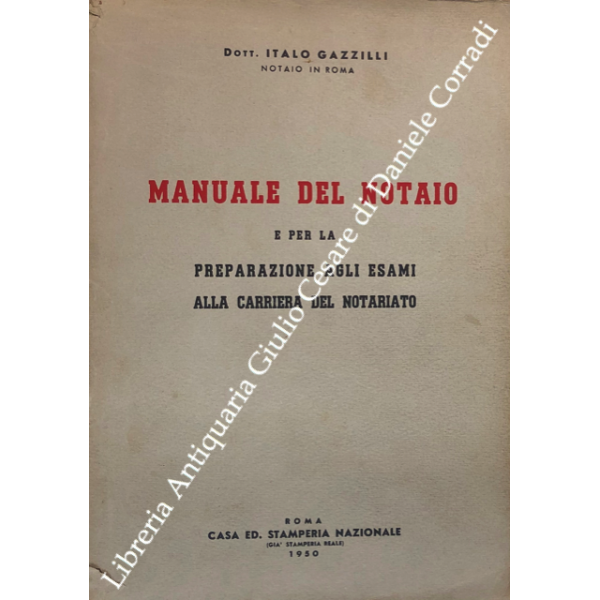 DOTT. ITALO GAZZILLI
NOTAIO IN ROMA
MANUALE DEL NOTAIO
E PER LA
PREPARAZIONE AGLI ESAMI
ALLA CARRIERA DEL NOTARIATO
ROMA
CASA ED. STAMPERIA NAZIONALE
(GIA' STAMPERIA REALE)
1950
Libreria Antiquaria Giulio Cesare di Daniele Corradi